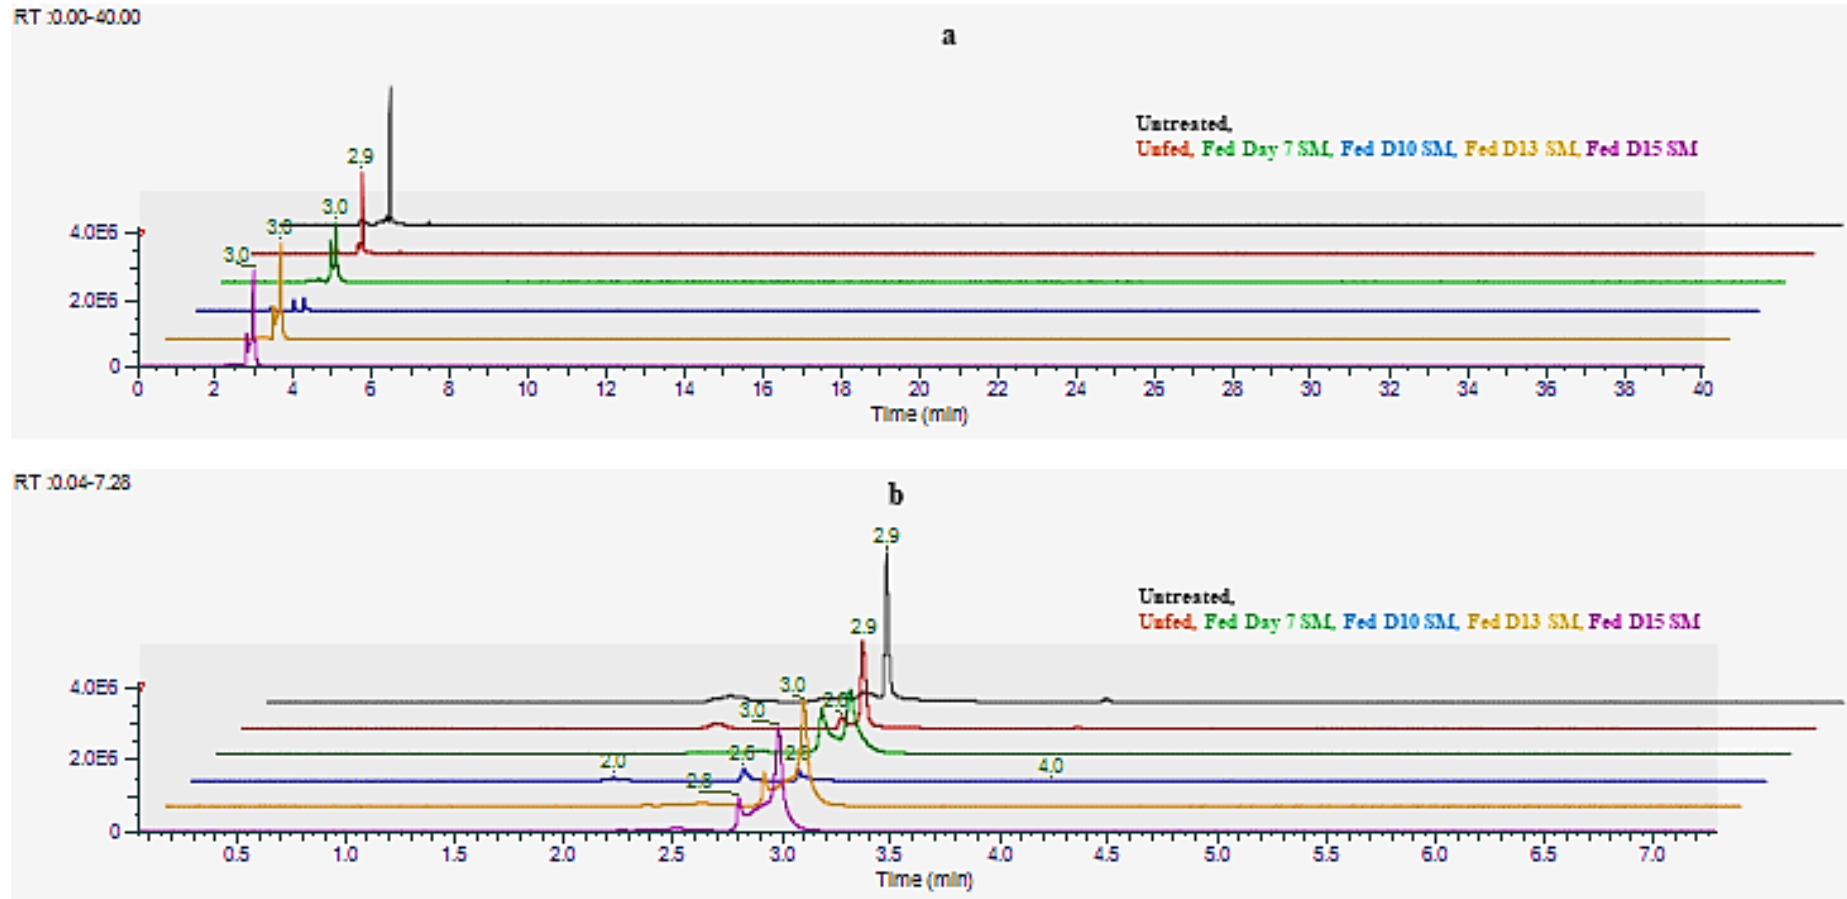 RT :0.00-40.00
a
Untreated,
Unfed, Fed Day 7 SM, Fed D10 SM, Fed D13 SM, Fed D15 SM
2.9
3.0
3.0
3.0
4.0E6
2.0E6
0
0 2 4 6 8 10 12 14 16 18 20 22 24 26 28 30 32 34 36 38 40
Time (min)
RT :0.04-7.28
b
2.9
Untreated,
Unfed, Fed Day 7 SM, Fed D10 SM, Fed D13 SM, Fed D15 SM
2.9
4.0E6
3.0
3.0
2.0E6
2.0
4.0
2.8
0
0.5 1.0 1.5 2.0 2.5 3.0 3.5 4.0 4.5 5.0 5.5 6.0 6.5 7.0
Time (min)